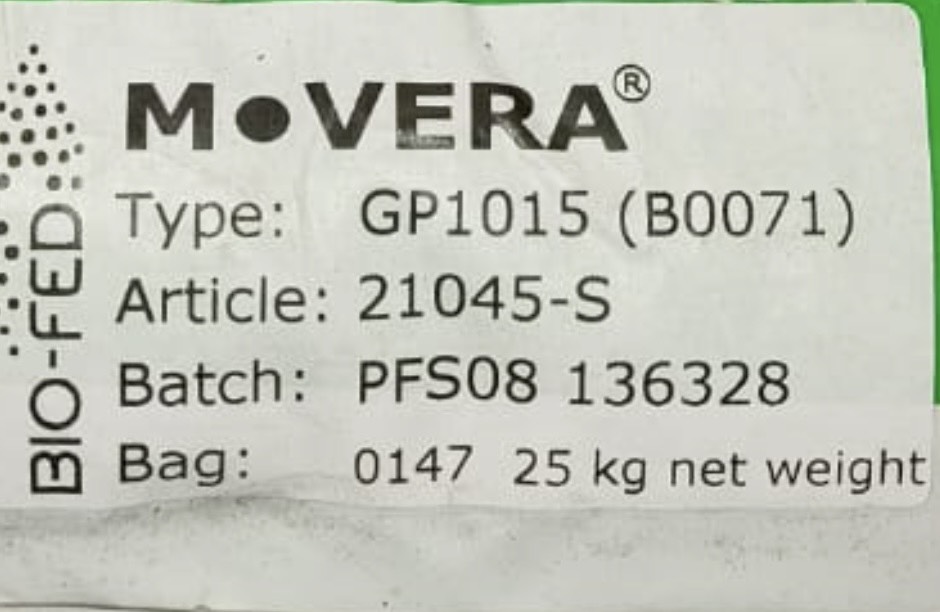 M•VERA®
Type: GP1015 (B0071)
Article: 21045-S
Batch: PFS08 136328
Bag: 0147 25 kg net weight
BIO-FED